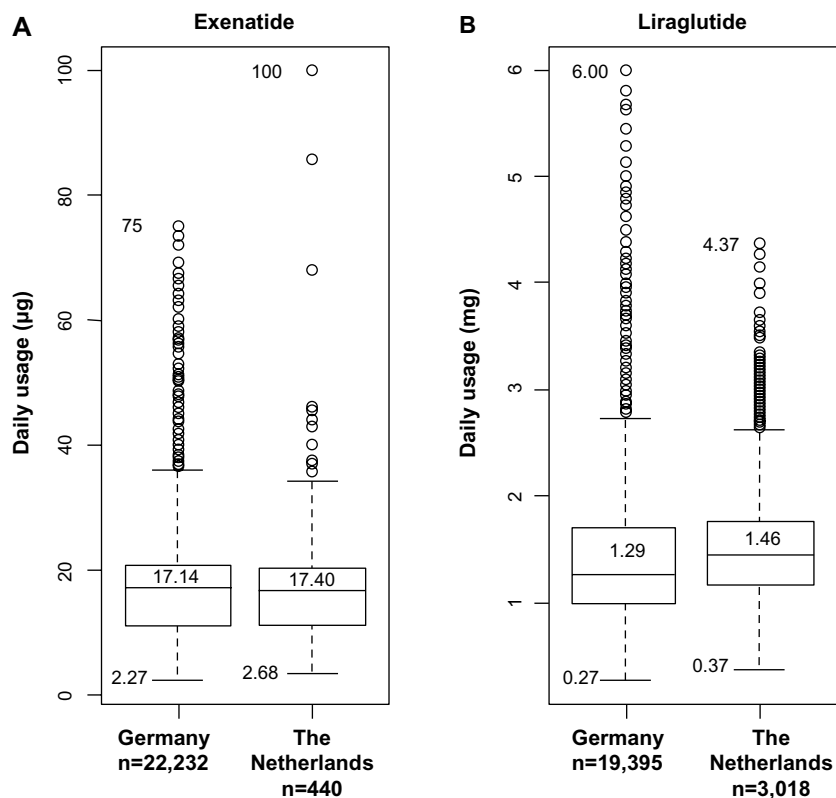 A
Exenatide
Daily usage (µg)
100
80
60
40
20
0
75
100
17.14
17.40
2.27
2.68
Germany
n=22,232
The
Netherlands
n=440
B
Liraglutide
Daily usage (mg)
6
5
4
3
2
1
6.00
4.37
1.29
1.46
0.27
0.37
Germany
n=19,395
The
Netherlands
n=3,018